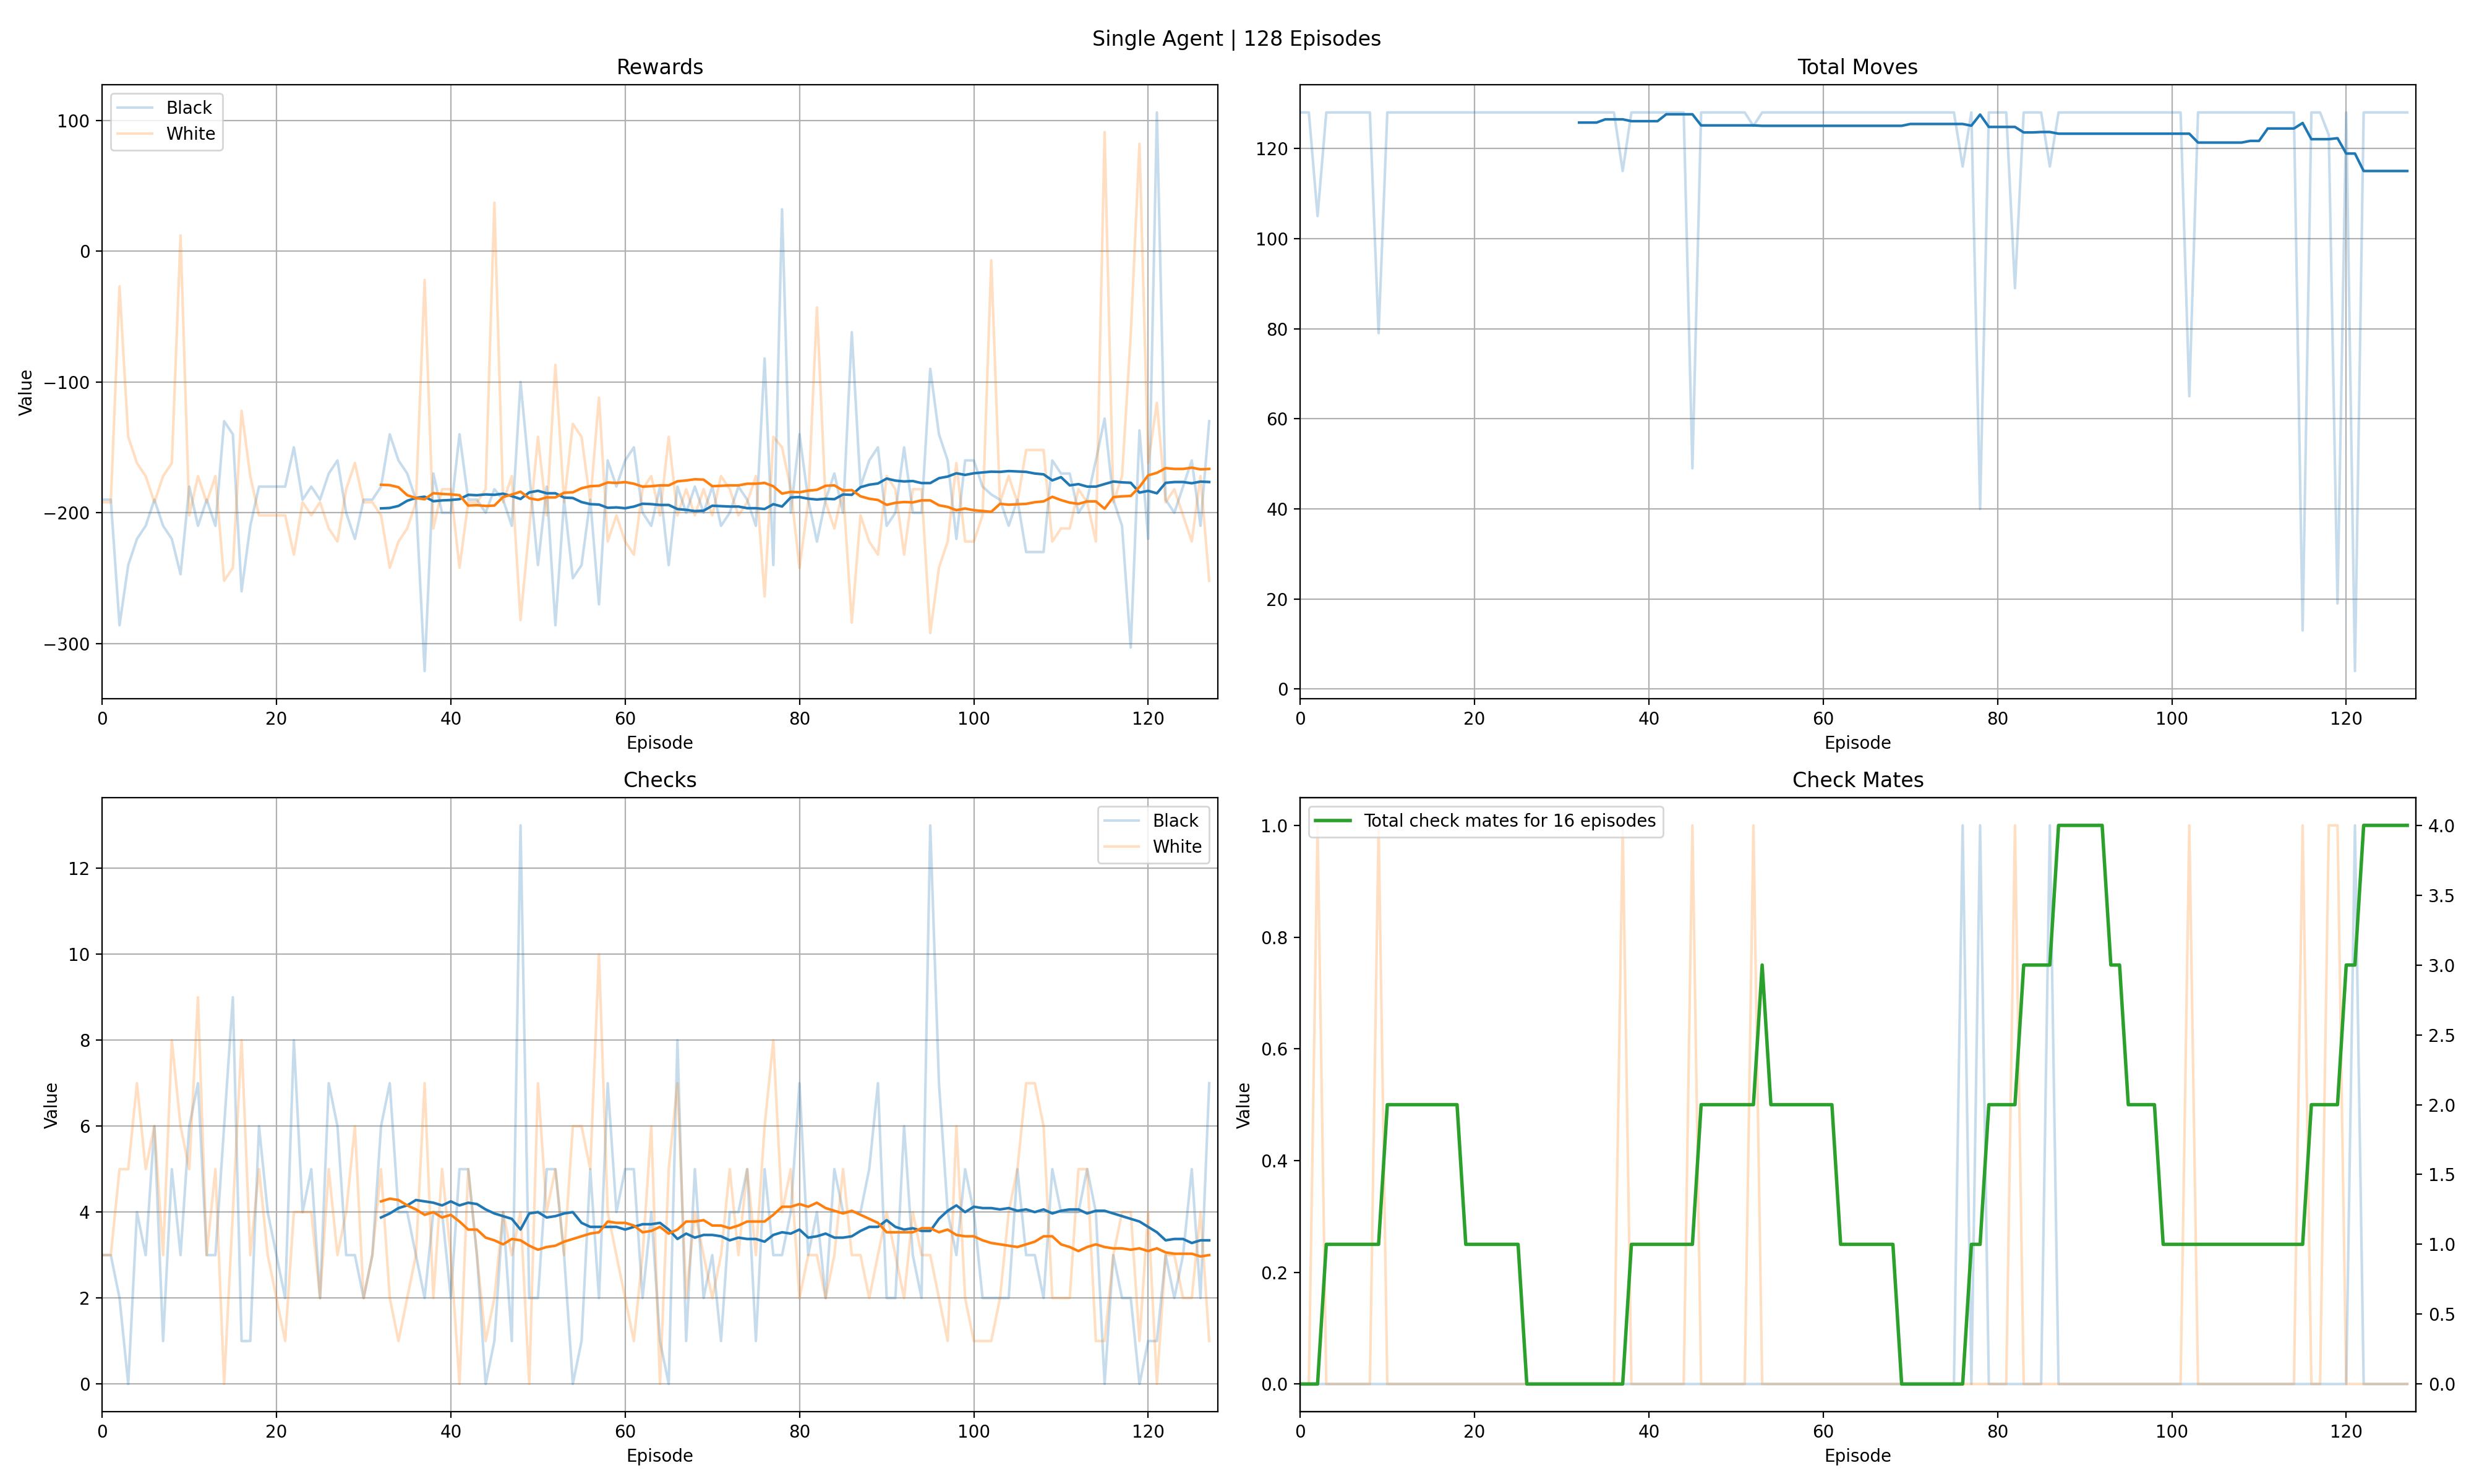 Single Agent | 128 Episodes
Rewards
Black
White
Value
100
0
−100
−200
−300
0 20 40 60 80 100 120
Episode
Total Moves
120
100
80
60
40
20
0
0 20 40 60 80 100 120
Episode
Checks
Black
White
Value
12
10
8
6
4
2
0
0 20 40 60 80 100 120
Episode
Check Mates
Total check mates for 16 episodes
Value
1.0
0.8
0.6
0.4
0.2
0.0
4.0
3.5
3.0
2.5
2.0
1.5
1.0
0.5
0.0
0 20 40 60 80 100 120
Episode